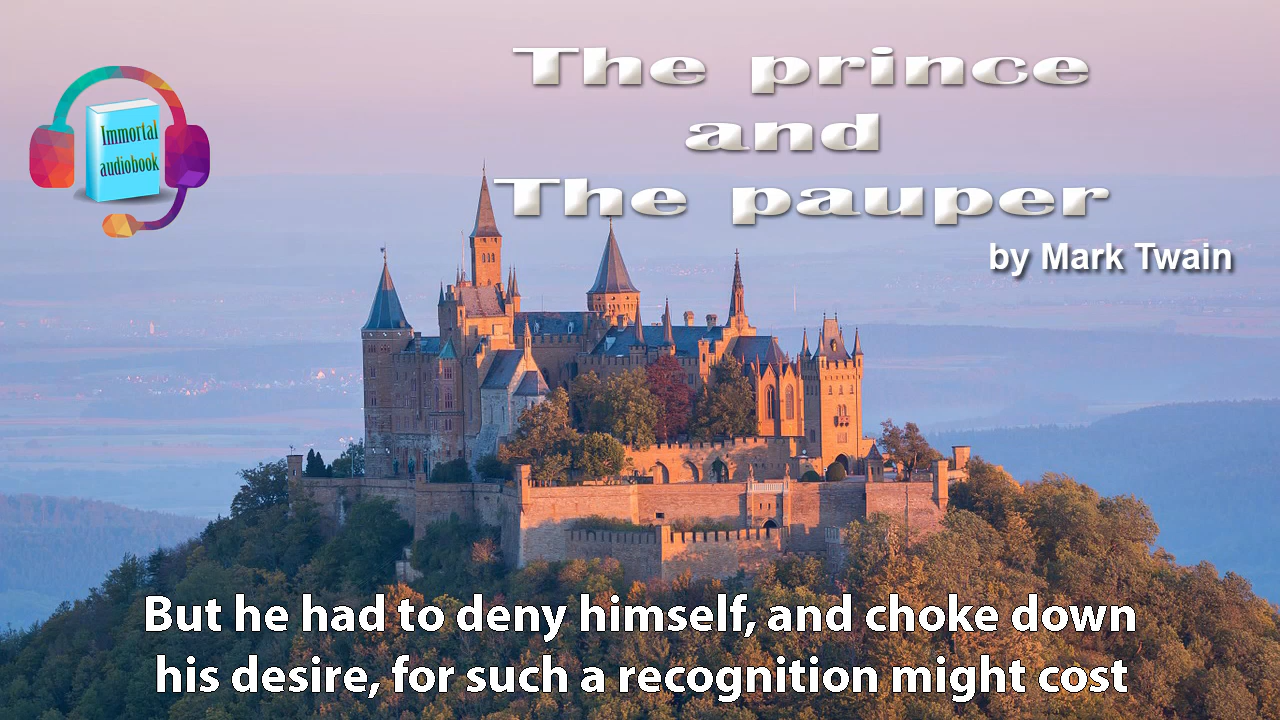 Immortal
audiobook
The prince
and
The pauper
by Mark Twain
But he had to deny himself, and choke down
his desire, for such a recognition might cost